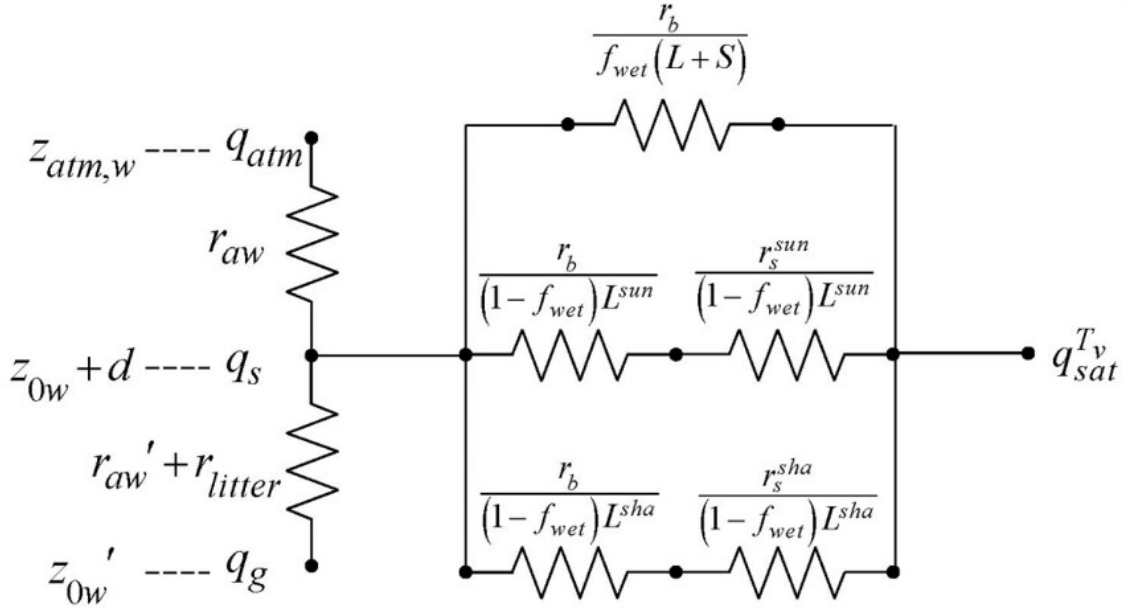 r_b / f_wet (L + S)
z_atm,w ---- q_atm
r_aw
r_b / (1 − f_wet) L^sun
r_s^sun / (1 − f_wet) L^sun
z_0w + d ---- q_s
q_sat^T_v
r_aw′ + r_litter
r_b / (1 − f_wet) L^sha
r_s^sha / (1 − f_wet) L^sha
z_0w′ ---- q_g